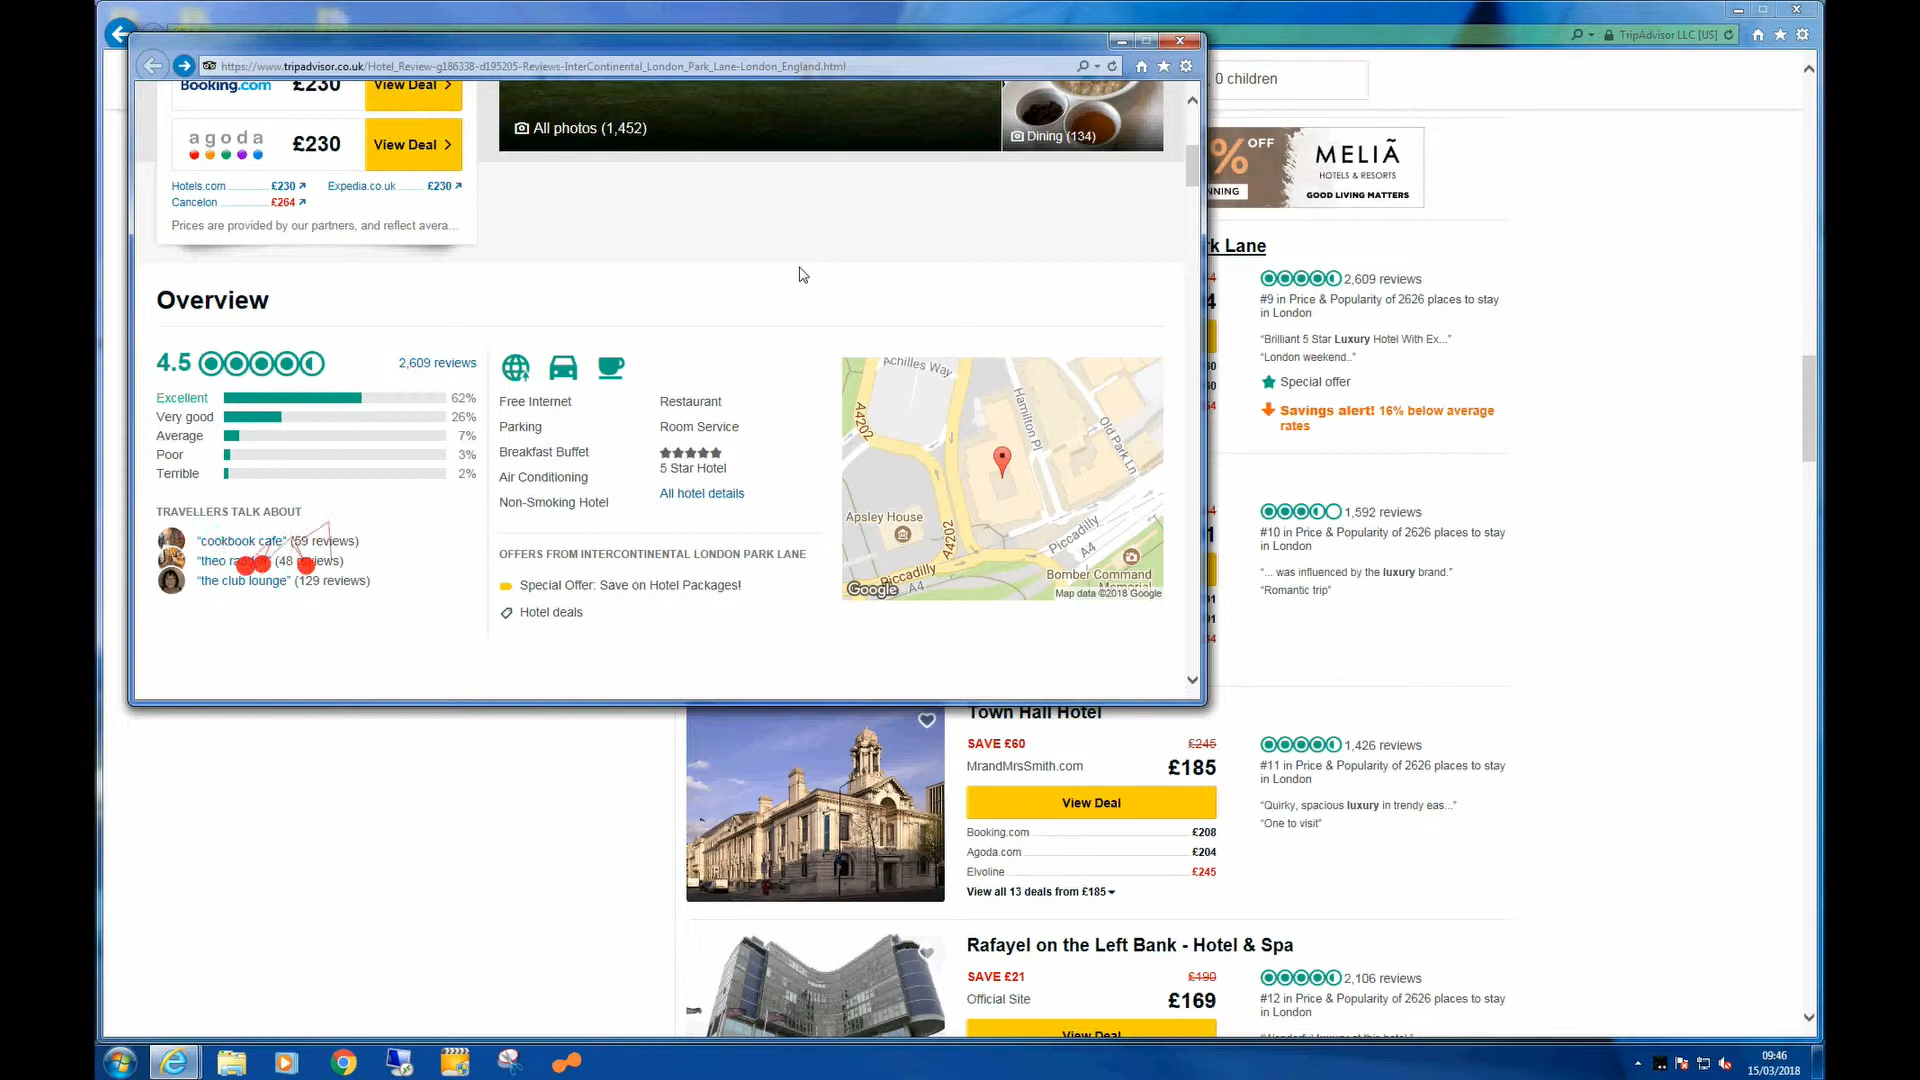 TripAdvisor LLC [US]
https://www.tripadvisor.co.uk/Hotel_Review-g186338-d195205-Reviews-InterContinental_London_Park_Lane-London_England.html
, 0 children
Booking.com £230 View Deal
All photos (1,452)
Dining (134)
agoda £230 View Deal
Hotels.com £230 Expedia.co.uk £230
Cancelon £264
Prices are provided by our partners, and reflect avera...
Overview
4.5 2,609 reviews
Excellent 62%
Very good 26%
Average 7%
Poor 3%
Terrible 2%
TRAVELLERS TALK ABOUT
“cookbook cafe” (59 reviews)
“theo (48 reviews)
“the club lounge” (129 reviews)
Free Internet
Parking
Breakfast Buffet
Air Conditioning
Non-Smoking Hotel
Restaurant
Room Service
5 Star Hotel
All hotel details
OFFERS FROM INTERCONTINENTAL LONDON PARK LANE
Special Offer: Save on Hotel Packages!
Hotel deals
Achilles Way
A4202
Hamilton Pl
Old Park Ln
Apsley House
A4202
Piccadilly
A4
Piccadilly
A4
Bomber Command
Memorial
Google
Map data ©2018 Google
% OFF
NNING
MELIÃ
HOTELS & RESORTS
GOOD LIVING MATTERS
rk Lane
2,609 reviews
#9 in Price & Popularity of 2626 places to stay
in London
“Brilliant 5 Star Luxury Hotel With Ex...”
“London weekend..”
Special offer
Savings alert! 16% below average
rates
1,592 reviews
#10 in Price & Popularity of 2626 places to stay
in London
“... was influenced by the luxury brand.”
“Romantic trip”
Town Hall Hotel
SAVE £60 £245
MrandMrsSmith.com £185
View Deal
Booking.com £208
Agoda.com £204
Elvoline £245
View all 13 deals from £185
1,426 reviews
#11 in Price & Popularity of 2626 places to stay
in London
“Quirky, spacious luxury in trendy eas...”
“One to visit”
Rafayel on the Left Bank - Hotel & Spa
SAVE £21 £190
Official Site £169
View Deal
2,106 reviews
#12 in Price & Popularity of 2626 places to stay
in London
09:46
15/03/2018